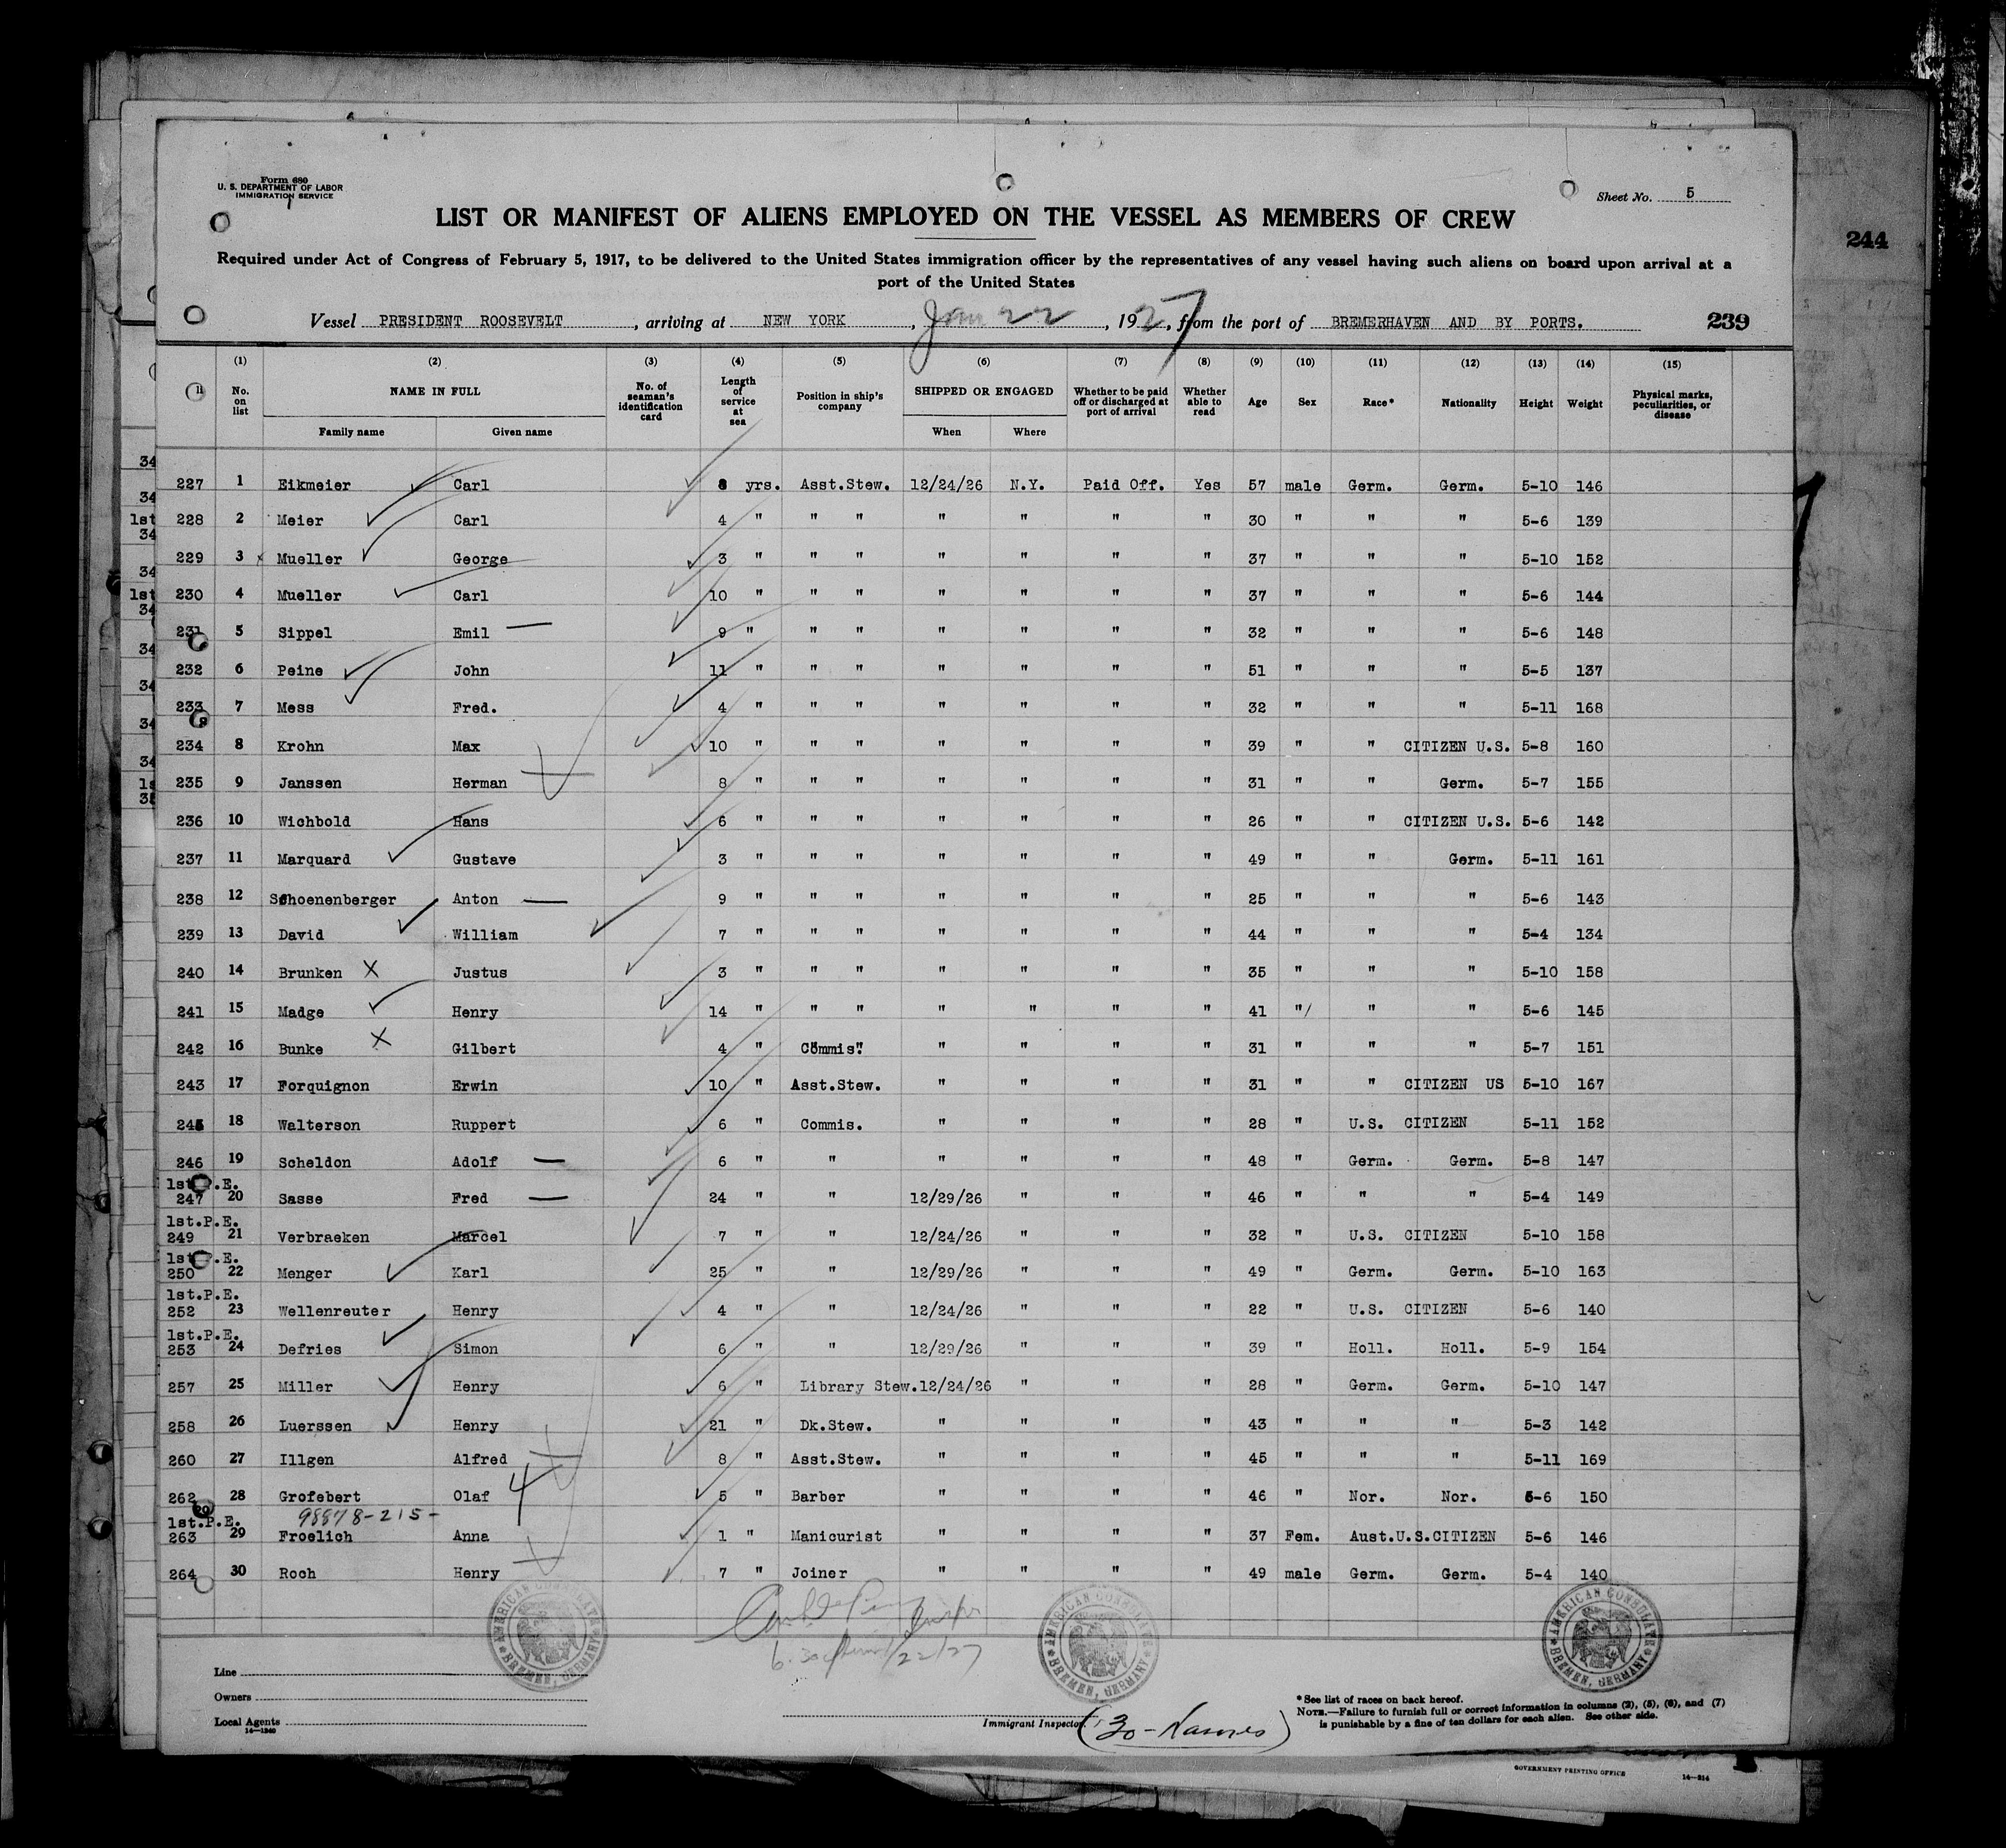 Form 680
U. S. DEPARTMENT OF LABOR
IMMIGRATION SERVICE
Sheet No. 5
LIST OR MANIFEST OF ALIENS EMPLOYED ON THE VESSEL AS MEMBERS OF CREW
244
Required under Act of Congress of February 5, 1917, to be delivered to the United States immigration officer by the representatives of any vessel having such aliens on board upon arrival at a
port of the United States
Vessel PRESIDENT ROOSEVELT, arriving at NEW YORK, Jan 22, 1927, from the port of BREMERHAVEN AND BY PORTS. 239
(1) (2) (3) (4) (5) (6) (7) (8) (9) (10) (11) (12) (13) (14) (15)
No. on list NAME IN FULL No. of seaman's identification card Length of service at sea Position in ship's company SHIPPED OR ENGAGED Whether to be paid off or discharged at port of arrival Whether able to read Age Sex Race* Nationality Height Weight Physical marks, peculiarities, or disease
Family name Given name When Where
227 1 Eikmeier Carl 8 yrs. Asst.Stew. 12/24/26 N.Y. Paid Off. Yes 57 male Germ. Germ. 5-10 146
228 2 Meier Carl 4 " " " " " " " 30 " " " 5-6 139
229 3 x Mueller George 3 " " " " " " " 37 " " " 5-10 152
230 4 Mueller Carl 10 " " " " " " " 37 " " " 5-6 144
231 5 Sippel Emil 9 " " " " " " " 32 " " " 5-6 148
232 6 Peine John 11 " " " " " " " 51 " " " 5-5 137
233 7 Mess Fred. 4 " " " " " " " 32 " " " 5-11 168
234 8 Krohn Max 10 " " " " " " " 39 " " CITIZEN U.S. 5-8 160
235 9 Janssen Herman 8 " " " " " " " 31 " " Germ. 5-7 155
236 10 Wichbold Hans 6 " " " " " " " 26 " " CITIZEN U.S. 5-6 142
237 11 Marquard Gustave 3 " " " " " " " 49 " " Germ. 5-11 161
238 12 Schoenenberger Anton 9 " " " " " " " 25 " " " 5-6 143
239 13 David William 7 " " " " " " " 44 " " " 5-4 134
240 14 Brunken X Justus 3 " " " " " " " 35 " " " 5-10 158
241 15 Madge Henry 14 " " " " " " " 41 " " " 5-6 145
242 16 Bunke X Gilbert 4 " Commis. " " " " 31 " " " 5-7 151
243 17 Forquignon Erwin 10 " Asst.Stew. " " " " 31 " " CITIZEN US 5-10 167
245 18 Walterson Ruppert 6 " Commis. " " " " 28 " U.S. CITIZEN 5-11 152
246 19 Scheldon Adolf 6 " " " " " " 48 " Germ. Germ. 5-8 147
1st.P.E.
247 20 Sasse Fred 24 " " 12/29/26 " " " 46 " " " 5-4 149
1st.P.E.
249 21 Verbraeken Marcel 7 " " 12/24/26 " " " 32 " U.S. CITIZEN 5-10 158
1st.P.E.
250 22 Menger Karl 25 " " 12/29/26 " " " 49 " Germ. Germ. 5-10 163
1st.P.E.
252 23 Wellenreuter Henry 4 " " 12/24/26 " " " 22 " U.S. CITIZEN 5-6 140
1st.P.E.
253 24 Defries Simon 6 " " 12/29/26 " " " 39 " Holl. Holl. 5-9 154
257 25 Miller Henry 6 " Library Stew. 12/24/26 " " " 28 " Germ. Germ. 5-10 147
258 26 Luerssen Henry 21 " Dk.Stew. " " " " 43 " " " 5-3 142
260 27 Illgen Alfred 8 " Asst.Stew. " " " " 45 " " " 5-11 169
262 28 Grofebert Olaf 4 5 " Barber " " " " 46 " Nor. Nor. 5-6 150
1st.P.E. 98878-215-
263 29 Froelich Anna 1 " Manicurist " " " " 37 Fem. Aust. U.S.CITIZEN 5-6 146
264 30 Roch Henry 7 " Joiner " " " " 49 male Germ. Germ. 5-4 140
AMERICAN CONSULATE BREMEN, GERMANY
AMERICAN CONSULATE BREMEN, GERMANY
AMERICAN CONSULATE BREMEN, GERMANY
1/22/27
Line
Owners
Local Agents
14-1240
Immigrant Inspector.
(30 - Names)
*See list of races on back hereof.
NOTE.—Failure to furnish full or correct information in columns (2), (5), (6), and (7)
is punishable by a fine of ten dollars for each alien. See other side.
GOVERNMENT PRINTING OFFICE 14-214